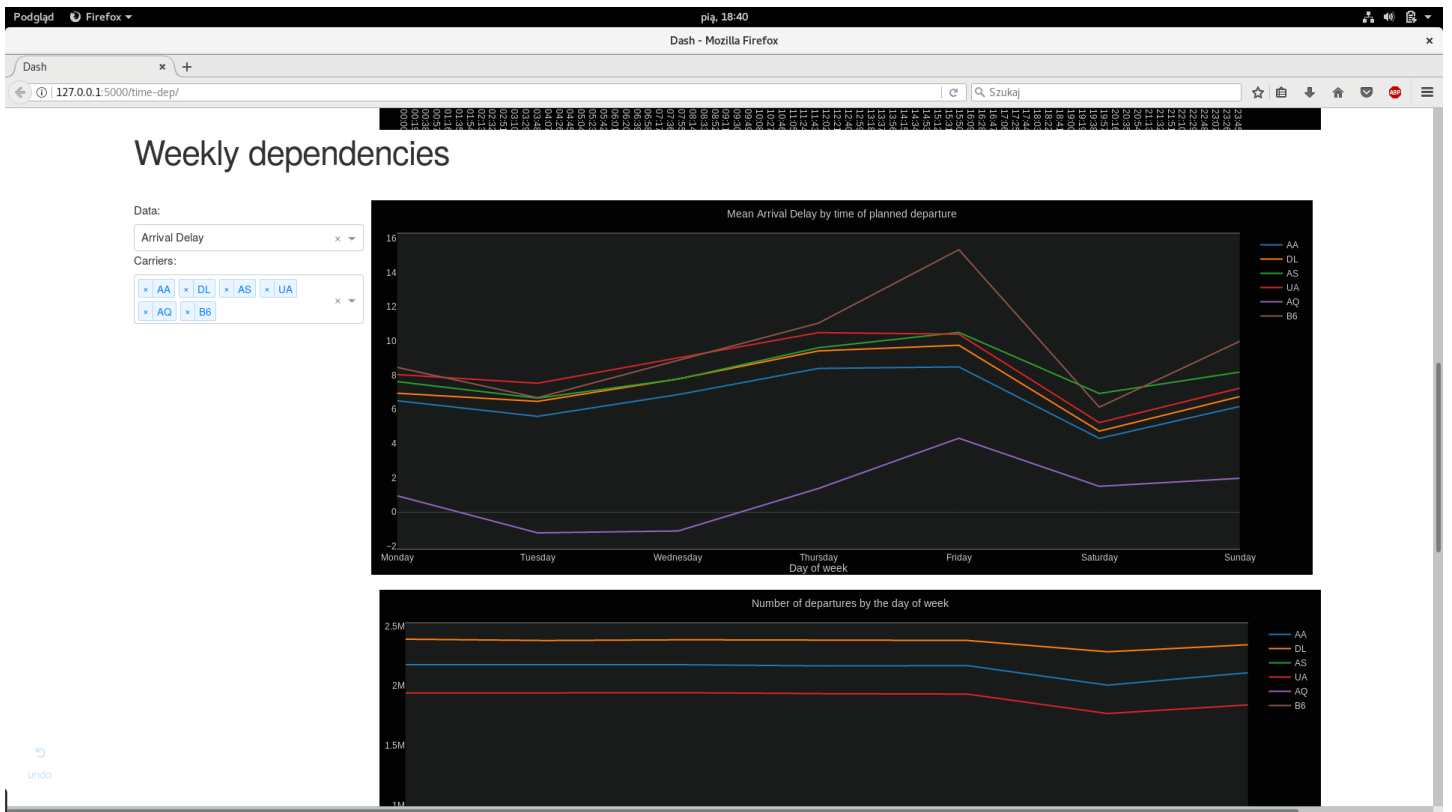 Podgląd Firefox pią, 18:40
Dash - Mozilla Firefox ×
Dash × +
127.0.0.1:5000/time-dep/ Szukaj ABP
Weekly dependencies
Data:
Arrival Delay × 
Carriers:
× AA × DL × AS × UA
× AQ × B6
Mean Arrival Delay by time of planned departure
16
14
12
10
8
6
4
2
0
−2
Monday Tuesday Wednesday Thursday Friday Saturday Sunday
Day of week
AA
DL
AS
UA
AQ
B6
Number of departures by the day of week
2.5M
2M
1.5M
1M
AA
DL
AS
UA
AQ
B6
undo